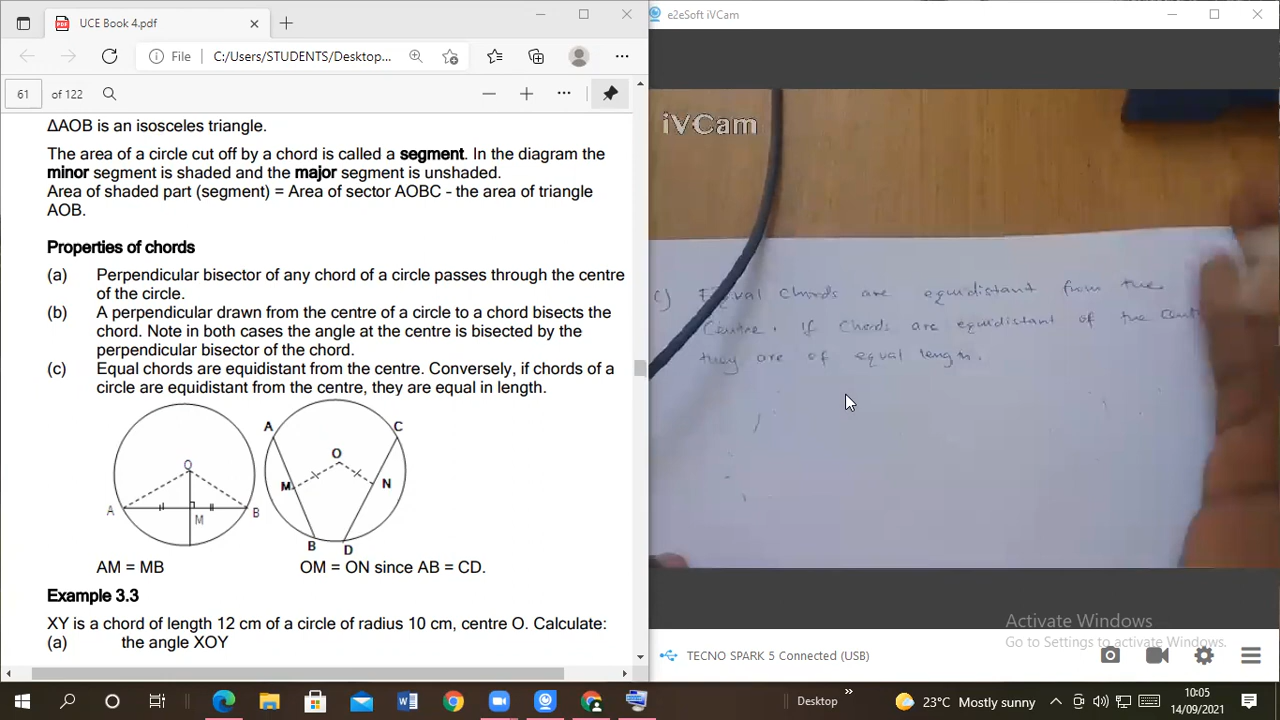 UCE Book 4.pdf
e2eSoft iVCam
File
C:/Users/STUDENTS/Desktop...
61 of 122
ΔAOB is an isosceles triangle.
The area of a circle cut off by a chord is called a segment. In the diagram the
minor segment is shaded and the major segment is unshaded.
Area of shaded part (segment) = Area of sector AOBC - the area of triangle
AOB.
Properties of chords
(a) Perpendicular bisector of any chord of a circle passes through the centre
of the circle.
(b) A perpendicular drawn from the centre of a circle to a chord bisects the
chord. Note in both cases the angle at the centre is bisected by the
perpendicular bisector of the chord.
(c) Equal chords are equidistant from the centre. Conversely, if chords of a
circle are equidistant from the centre, they are equal in length.
O
A
M
B
A
C
O
M
N
B
D
AM = MB
OM = ON since AB = CD.
Example 3.3
XY is a chord of length 12 cm of a circle of radius 10 cm, centre O. Calculate:
(a) the angle XOY
iVCam
c) Equal Chords are equidistant from the
Centre. If Chords are equidistant of the Cent
they are of equal length.
Activate Windows
Go to Settings to activate Windows.
TECNO SPARK 5 Connected (USB)
Desktop
23°C Mostly sunny
10:05
14/09/2021